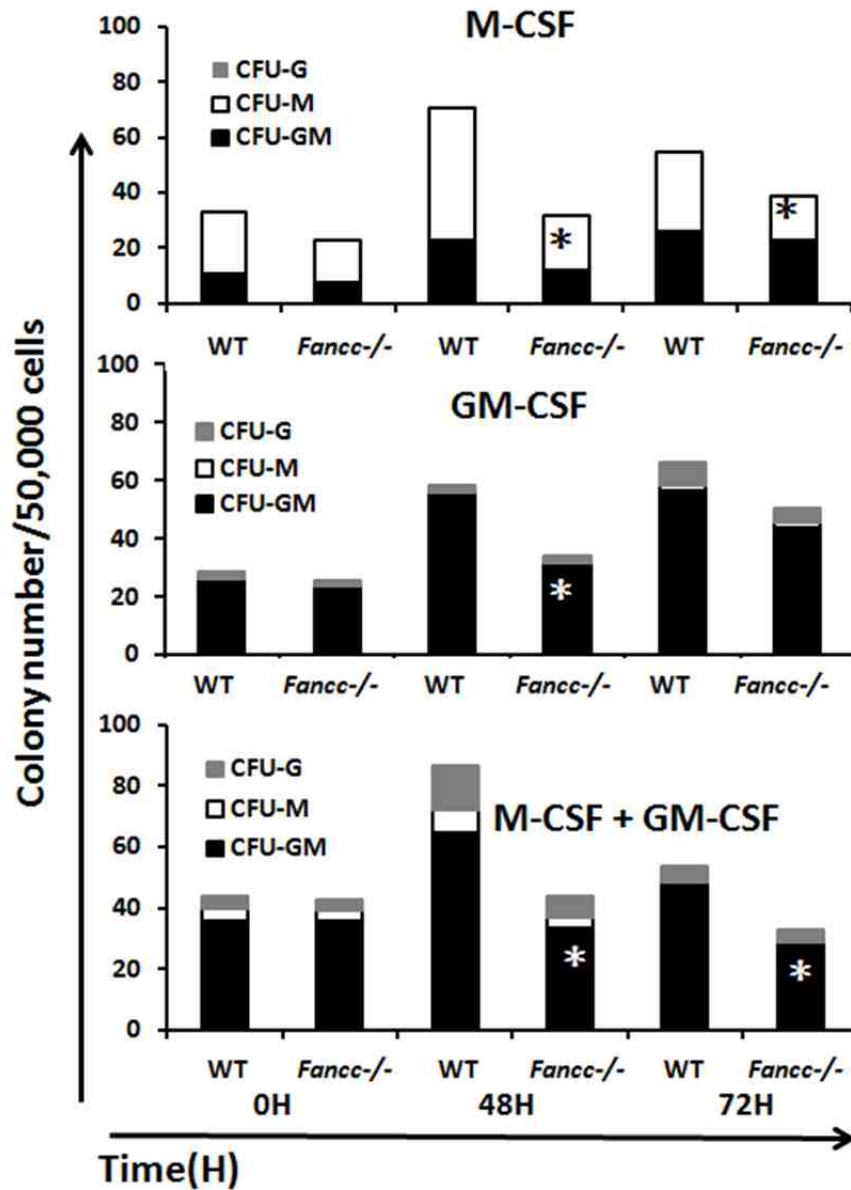 Colony number/50,000 cells
M-CSF
100
80
60
40
20
0
CFU-G
CFU-M
CFU-GM
*
*
WT Fancc-/- WT Fancc-/- WT Fancc-/-
GM-CSF
100
80
60
40
20
0
CFU-G
CFU-M
CFU-GM
*
WT Fancc-/- WT Fancc-/- WT Fancc-/-
M-CSF + GM-CSF
100
80
60
40
20
0
CFU-G
CFU-M
CFU-GM
*
*
WT Fancc-/- WT Fancc-/- WT Fancc-/-
0H 48H 72H
Time(H)